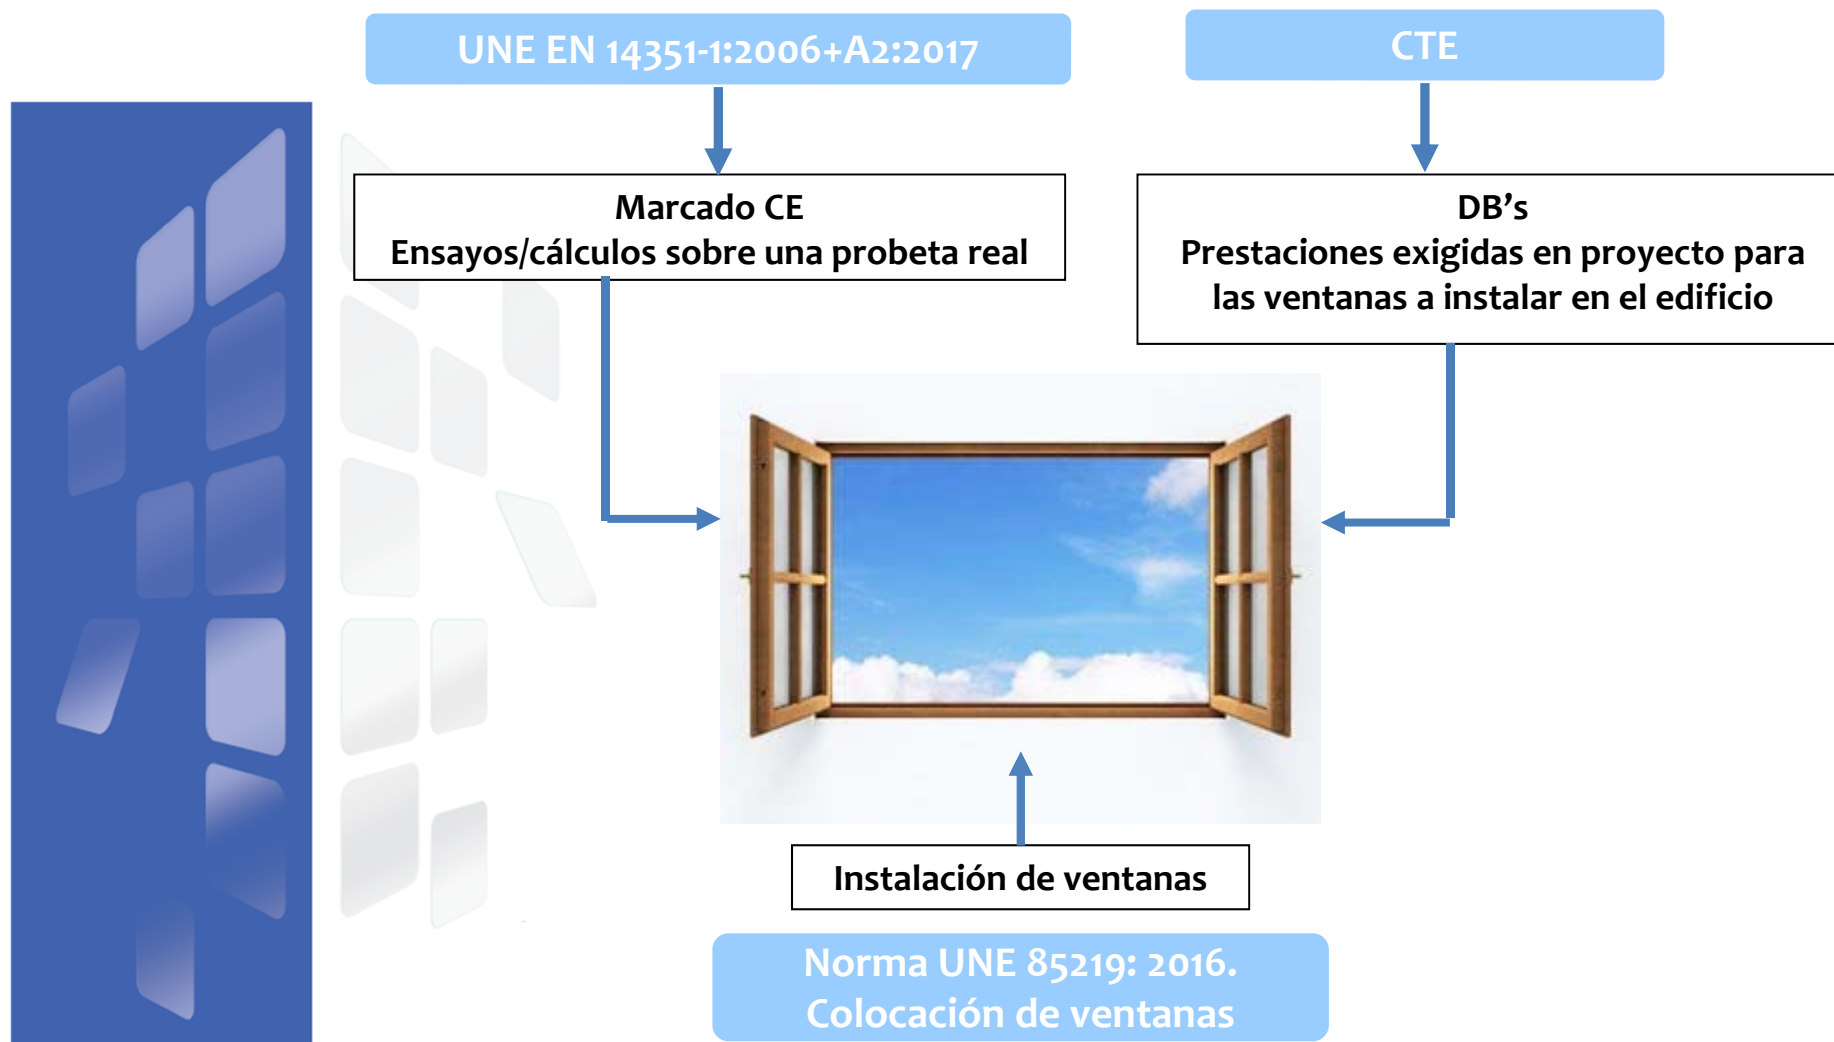 UNE EN 14351-1:2006+A2:2017
CTE
Marcado CE
Ensayos/cálculos sobre una probeta real
DB’s
Prestaciones exigidas en proyecto para
las ventanas a instalar en el edificio
Instalación de ventanas
Norma UNE 85219: 2016.
Colocación de ventanas